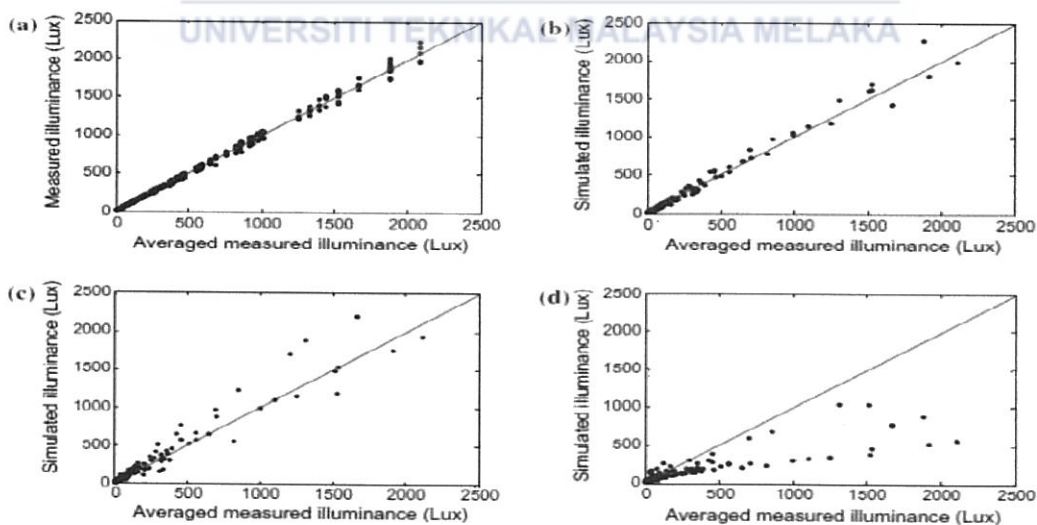 UNIVERSITI TEKNIKAL MALAYSIA MELAKA
(a)
Measured illuminance (Lux)
2500
2000
1500
1000
500
0
0 500 1000 1500 2000 2500
Averaged measured illuminance (Lux)
(b)
Simulated illuminance (Lux)
2500
2000
1500
1000
500
0
0 500 1000 1500 2000 2500
Averaged measured illuminance (Lux)
(c)
Simulated illuminance (Lux)
2500
2000
1500
1000
500
0
0 500 1000 1500 2000 2500
Averaged measured illuminance (Lux)
(d)
Simulated illuminance (Lux)
2500
2000
1500
1000
500
0
0 500 1000 1500 2000 2500
Averaged measured illuminance (Lux)